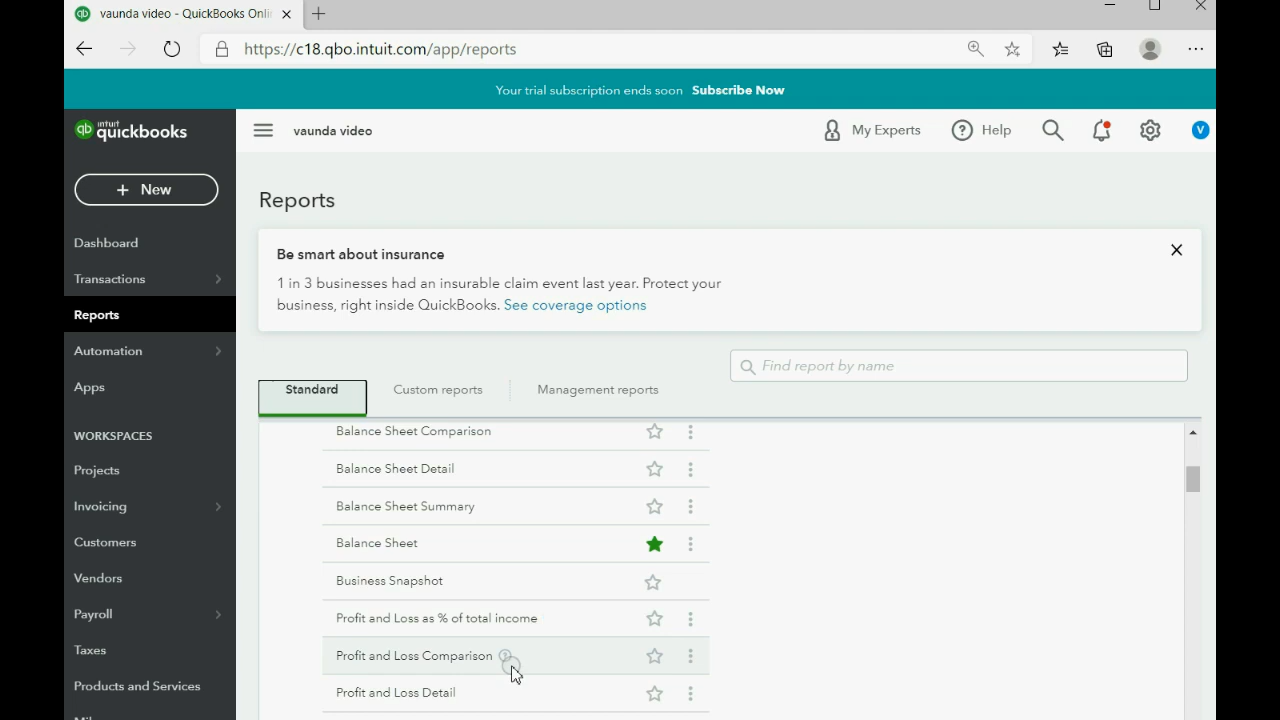 vaunda video - QuickBooks Onli
https://c18.qbo.intuit.com/app/reports
Your trial subscription ends soon Subscribe Now
qb intuit quickbooks
vaunda video
My Experts
Help
V
+ New
Dashboard
Transactions
Reports
Automation
Apps
WORKSPACES
Projects
Invoicing
Customers
Vendors
Payroll
Taxes
Products and Services
Reports
Be smart about insurance
1 in 3 businesses had an insurable claim event last year. Protect your
business, right inside QuickBooks. See coverage options
Find report by name
Standard
Custom reports
Management reports
Balance Sheet Comparison
Balance Sheet Detail
Balance Sheet Summary
Balance Sheet
Business Snapshot
Profit and Loss as % of total income
Profit and Loss Comparison
Profit and Loss Detail